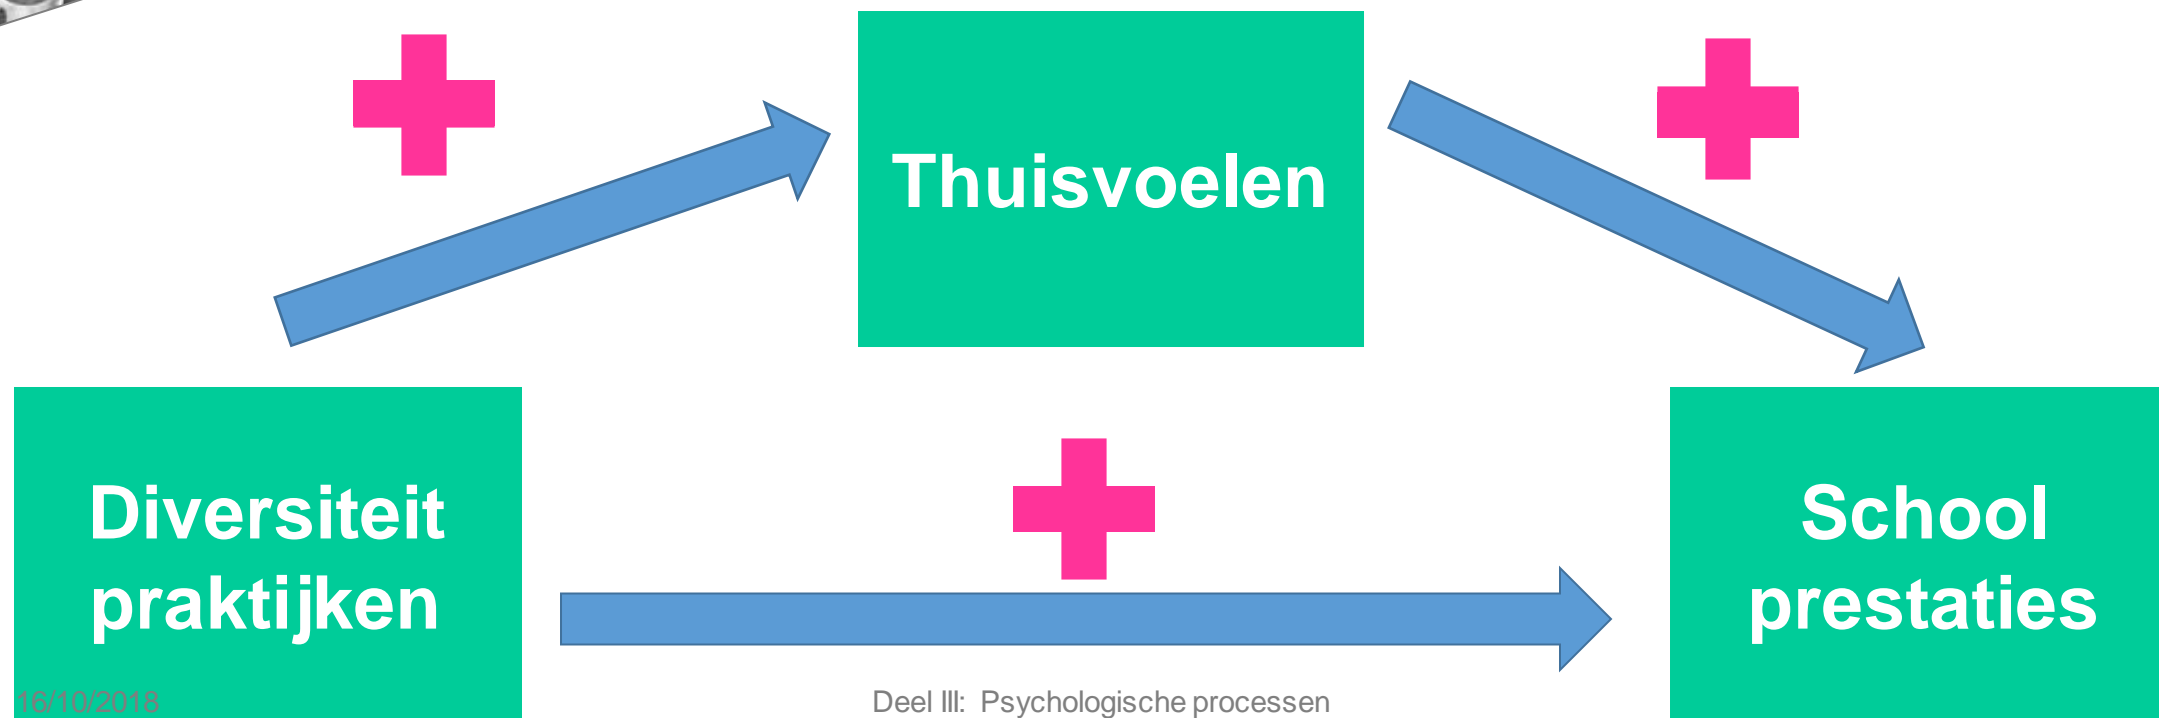 Thuisvoelen
Diversiteit
praktijken
School
prestaties
16/10/2018
Deel III: Psychologische processen